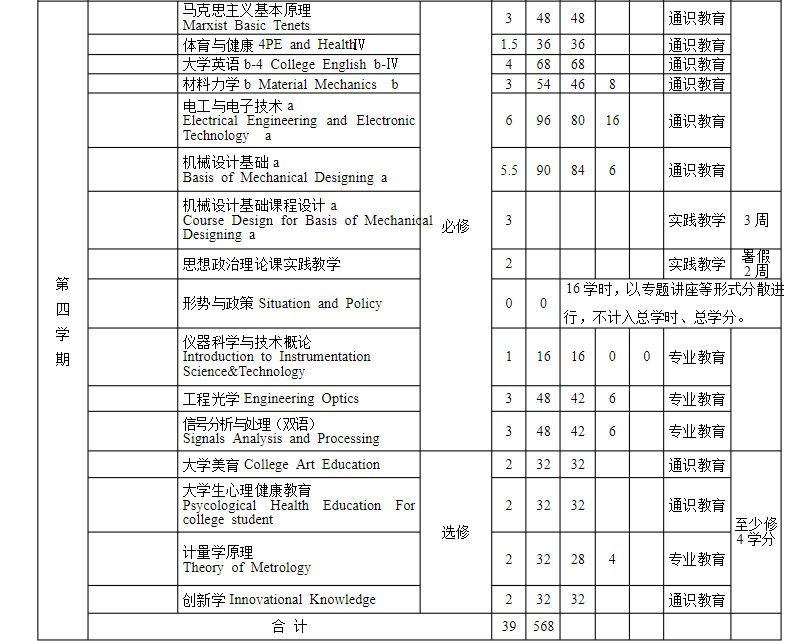 马克思主义基本原理
Marxist Basic Tenets
3 48 48 通识教育
体育与健康 4PE and HealthⅣ 1.5 36 36 通识教育
大学英语 b-4 College English b-Ⅳ 4 68 68 通识教育
材料力学 b Material Mechanics b 3 54 46 8 通识教育
电工与电子技术 a
Electrical Engineering and Electronic
Technology a
6 96 80 16 通识教育
机械设计基础 a
Basis of Mechanical Designing a
5.5 90 84 6 通识教育
机械设计基础课程设计 a
Course Design for Basis of Mechanical
Designing a
必修
3 实践教学 3 周
思想政治理论课实践教学 2 实践教学
暑假
2 周
第
四
学
期
形势与政策 Situation and Policy 0 0
16 学时，以专题讲座等形式分散进
行，不计入总学时、总学分。
仪器科学与技术概论
Introduction to Instrumentation
Science&Technology
1 16 16 0 0 专业教育
工程光学 Engineering Optics 3 48 42 6 专业教育
信号分析与处理（双语）
Signals Analysis and Processing
3 48 42 6 专业教育
大学美育 College Art Education 2 32 32 通识教育
大学生心理健康教育
Psycological Health Education For
college student
2 32 32 通识教育
选修
至少修
4 学分
计量学原理
Theory of Metrology
2 32 28 4 专业教育
创新学 Innovational Knowledge 2 32 32 通识教育
合 计 39 568